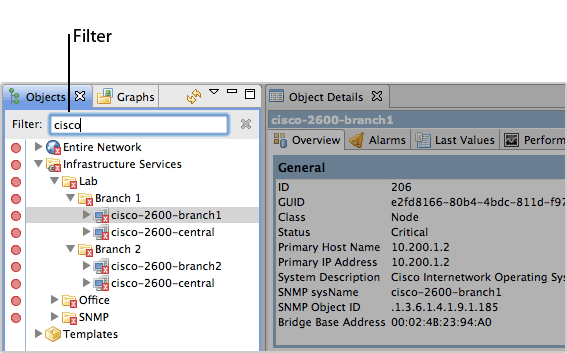 Filter
Objects
Graphs
Object Details
Filter: cisco
cisco-2600-branch1
Overview
Alarms
Last Values
Perform
Entire Network
Infrastructure Services
Lab
Branch 1
cisco-2600-branch1
cisco-2600-central
Branch 2
cisco-2600-branch2
cisco-2600-central
Office
SNMP
Templates
General
ID 206
GUID e2fd8166-80b4-4bdc-811d-f97
Class Node
Status Critical
Primary Host Name 10.200.1.2
Primary IP Address 10.200.1.2
System Description Cisco Internetwork Operating Sy
SNMP sysName cisco-2600-branch1
SNMP Object ID .1.3.6.1.4.1.9.1.185
Bridge Base Address 00:02:4B:23:94:A0